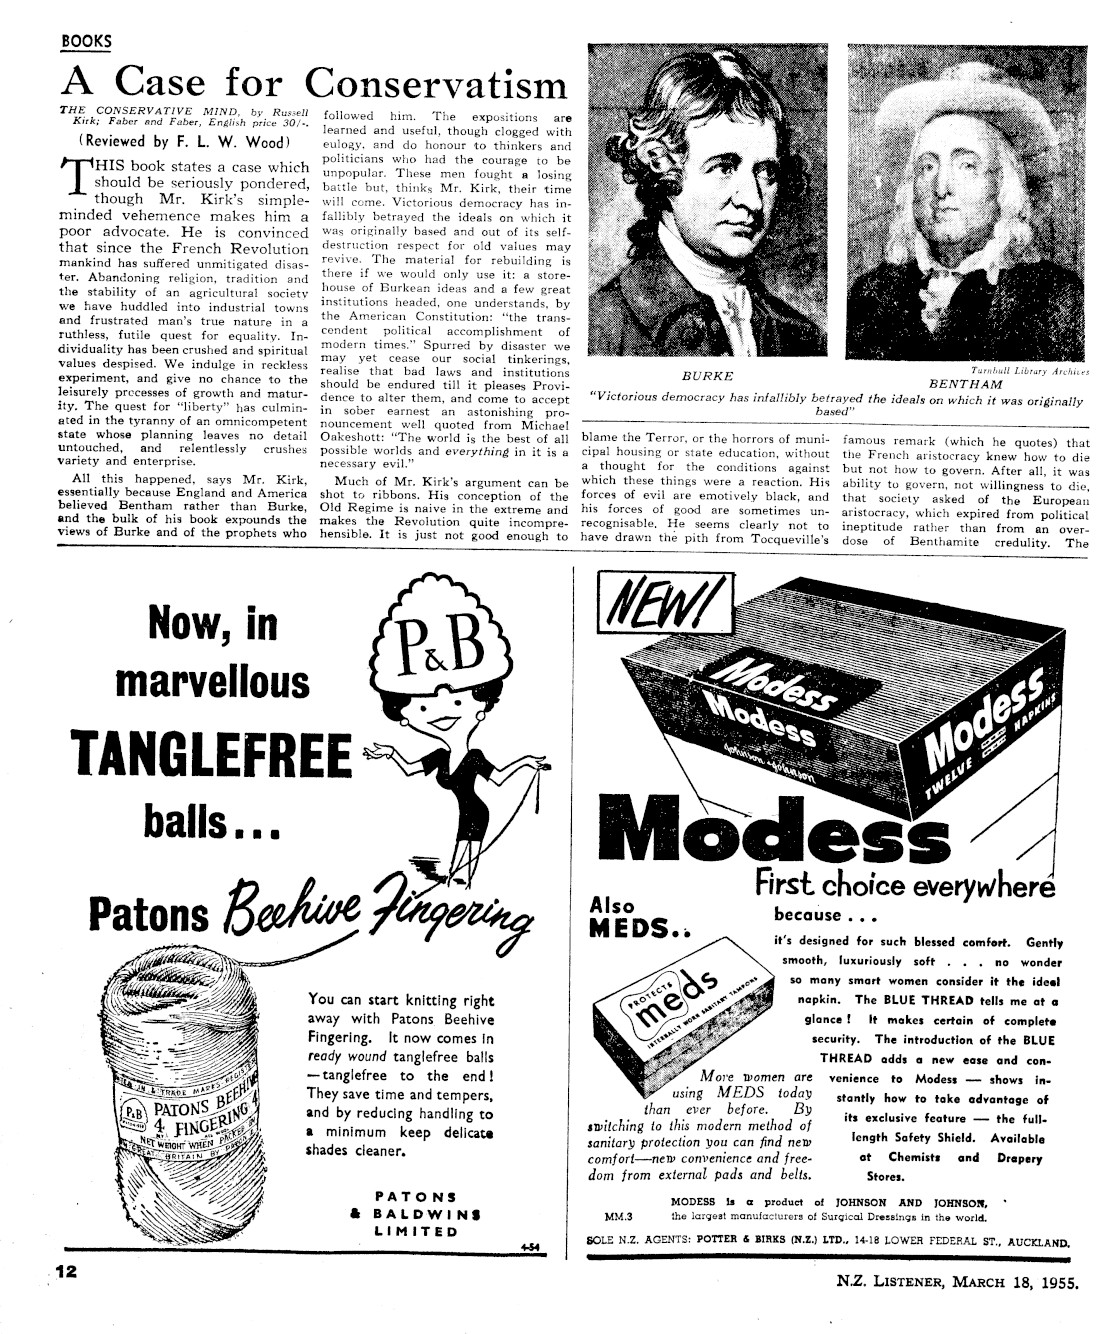 BOOKS
A Case for Conservatism
THE CONSERVATIVE MIND, by Russell
Kirk; Faber and Faber, English price 30/-.
(Reviewed by F. L. W. Wood)
THIS book states a case which
should be seriously pondered,
though Mr. Kirk's simple-
minded vehemence makes him a
poor advocate. He is convinced
that since the French Revolution
mankind has suffered unmitigated disas-
ter. Abandoning religion, tradition and
the stability of an agricultural society
we have huddled into industrial towns
and frustrated man's true nature in a
ruthless, futile quest for equality. In-
dividuality has been crushed and spiritual
values despised. We indulge in reckless
experiment, and give no chance to the
leisurely processes of growth and matur-
ity. The quest for "liberty" has culmin-
ated in the tyranny of an omnicompetent
state whose planning leaves no detail
untouched, and relentlessly crushes
variety and enterprise.
All this happened, says Mr. Kirk,
essentially because England and America
believed Bentham rather than Burke,
and the bulk of his book expounds the
views of Burke and of the prophets who
followed him. The expositions are
learned and useful, though clogged with
eulogy, and do honour to thinkers and
politicians who had the courage to be
unpopular. These men fought a losing
battle but, thinks Mr. Kirk, their time
will come. Victorious democracy has in-
fallibly betrayed the ideals on which it
was originally based and out of its self-
destruction respect for old values may
revive. The material for rebuilding is
there if we would only use it: a store-
house of Burkean ideas and a few great
institutions headed, one understands, by
the American Constitution: "the trans-
cendent political accomplishment of
modern times." Spurred by disaster we
may yet cease our social tinkerings,
realise that bad laws and institutions
should be endured till it pleases Provi-
dence to alter them, and come to accept
in sober earnest an astonishing pro-
nouncement well quoted from Michael
Oakeshott: "The world is the best of all
possible worlds and everything in it is a
necessary evil."
Much of Mr. Kirk's argument can be
shot to ribbons. His conception of the
Old Regime is naive in the extreme and
makes the Revolution quite incompre-
hensible. It is just not good enough to
Turnbull Library Archives
BURKE
BENTHAM
"Victorious democracy has infallibly betrayed the ideals on which it was originally
based"
blame the Terror, or the horrors of muni-
cipal housing or state education, without
a thought for the conditions against
which these things were a reaction. His
forces of evil are emotively black, and
his forces of good are sometimes un-
recognisable. He seems clearly not to
have drawn the pith from Tocqueville's
famous remark (which he quotes) that
the French aristocracy knew how to die
but not how to govern. After all, it was
ability to govern, not willingness to die,
that society asked of the European
aristocracy, which expired from political
ineptitude rather than from an over-
dose of Benthamite credulity. The
Now, in
marvellous
TANGLEFREE
balls...
P&B
Patons Beehive Fingering
You can start knitting right
away with Patons Beehive
Fingering. It now comes in
ready wound tanglefree balls
—tanglefree to the end!
They save time and tempers,
and by reducing handling to
a minimum keep delicate
shades cleaner.
P&B
PATONS BEEHIVE
4 FINGERING 4
NET WEIGHT WHEN PACKED
PATONS
& BALDWINS
LIMITED
4-54
NEW!
Modess
Modess
Johnson & Johnson
Modess
TWELVE NAPKINS
Modess
First choice everywhere
because...
Also
MEDS..
PROTECTS
meds
INTERNALLY WORN SANITARY TAMPONS
it's designed for such blessed comfort. Gently
smooth, luxuriously soft . . . no wonder
so many smart women consider it the ideal
napkin. The BLUE THREAD tells me at a
glance! It makes certain of complete
security. The introduction of the BLUE
THREAD adds a new ease and con-
venience to Modess — shows in-
stantly how to take advantage of
its exclusive feature — the full-
length Safety Shield. Available
at Chemists and Drapery
Stores.
More women are
using MEDS today
than ever before. By
switching to this modern method of
sanitary protection you can find new
comfort—new convenience and free-
dom from external pads and belts.
MODESS is a product of JOHNSON AND JOHNSON,
MM.3 the largest manufacturers of Surgical Dressings in the world.
SOLE N.Z. AGENTS: POTTER & BIRKS (N.Z.) LTD., 14-18 LOWER FEDERAL ST., AUCKLAND.
12
N.Z. LISTENER, MARCH 18, 1955.